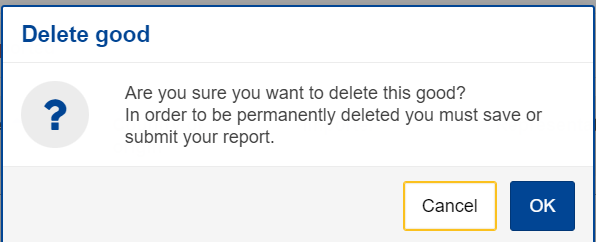 Delete good
?
Are you sure you want to delete this good?
In order to be permanently deleted you must save or
submit your report.
Cancel
OK